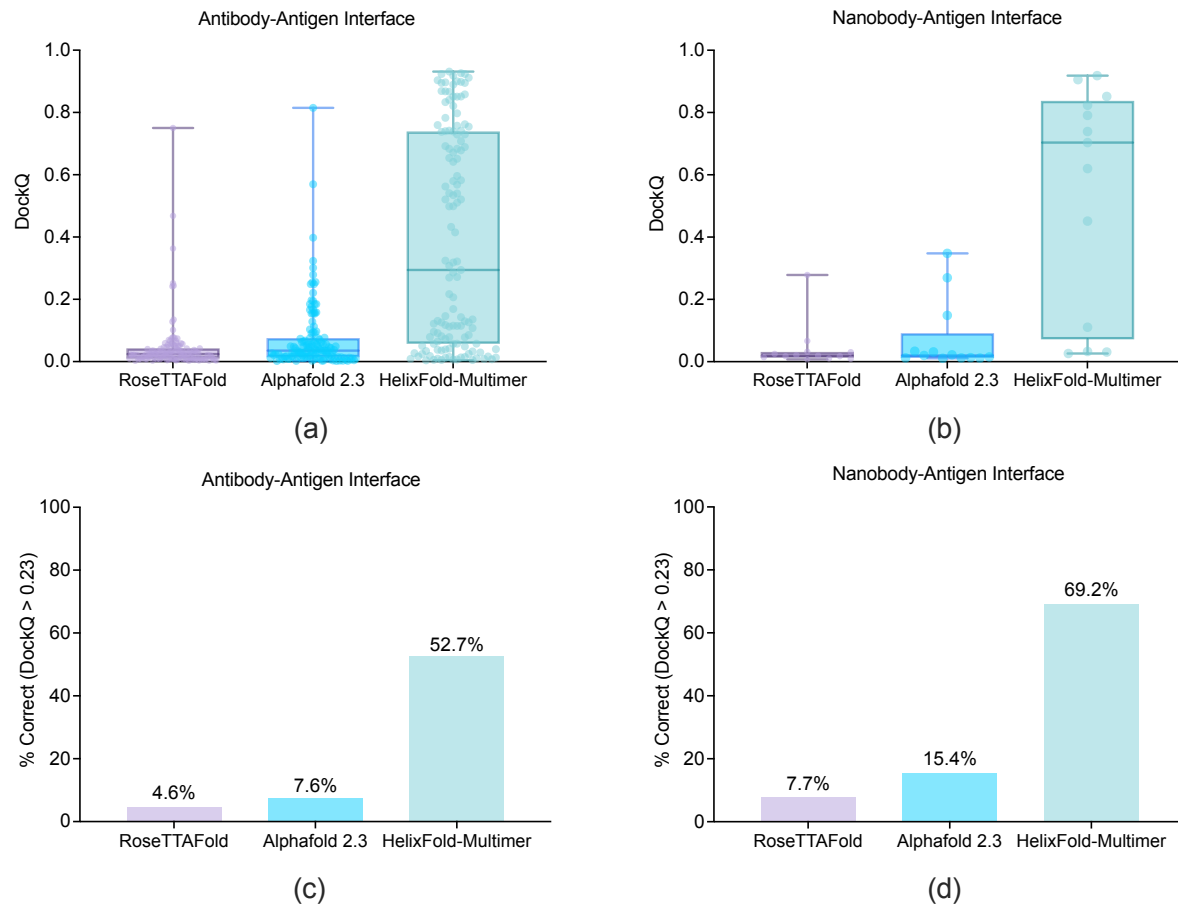 Antibody-Antigen Interface
DockQ
1.0
0.8
0.6
0.4
0.2
0.0
RoseTTAFold Alphafold 2.3 HelixFold-Multimer
(a)
Nanobody-Antigen Interface
DockQ
1.0
0.8
0.6
0.4
0.2
0.0
RoseTTAFold Alphafold 2.3 HelixFold-Multimer
(b)
Antibody-Antigen Interface
% Correct (DockQ > 0.23)
100
80
60
40
20
0
4.6%
7.6%
52.7%
RoseTTAFold Alphafold 2.3 HelixFold-Multimer
(c)
Nanobody-Antigen Interface
% Correct (DockQ > 0.23)
100
80
60
40
20
0
7.7%
15.4%
69.2%
RoseTTAFold Alphafold 2.3 HelixFold-Multimer
(d)